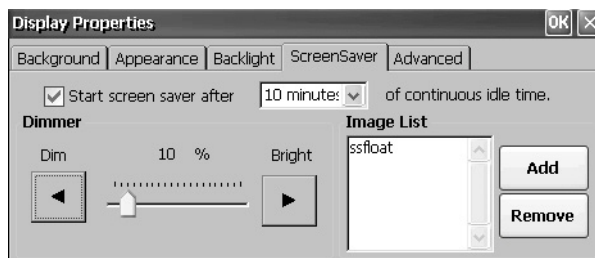 Display Properties OK ×
Background Appearance Backlight ScreenSaver Advanced
Start screen saver after 10 minutes of continuous idle time.
Dimmer Image List
Dim 10 % Bright
ssfloat
Add
Remove